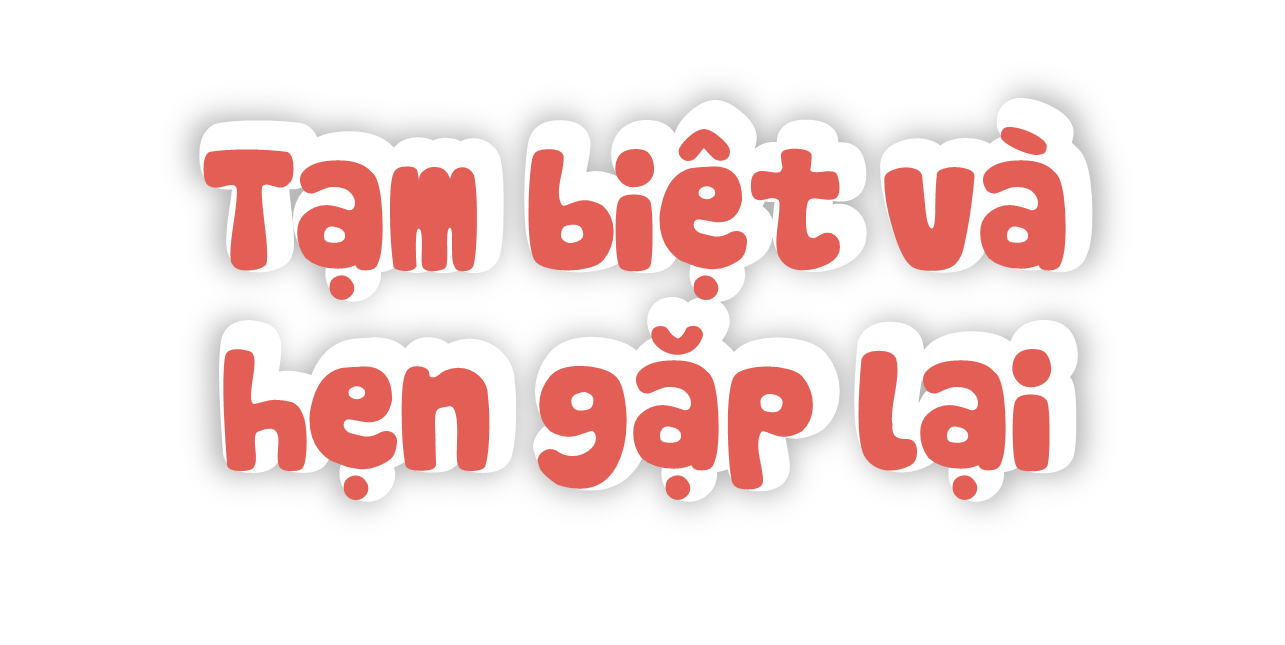 Tạm biệt và
hẹn gặp lại